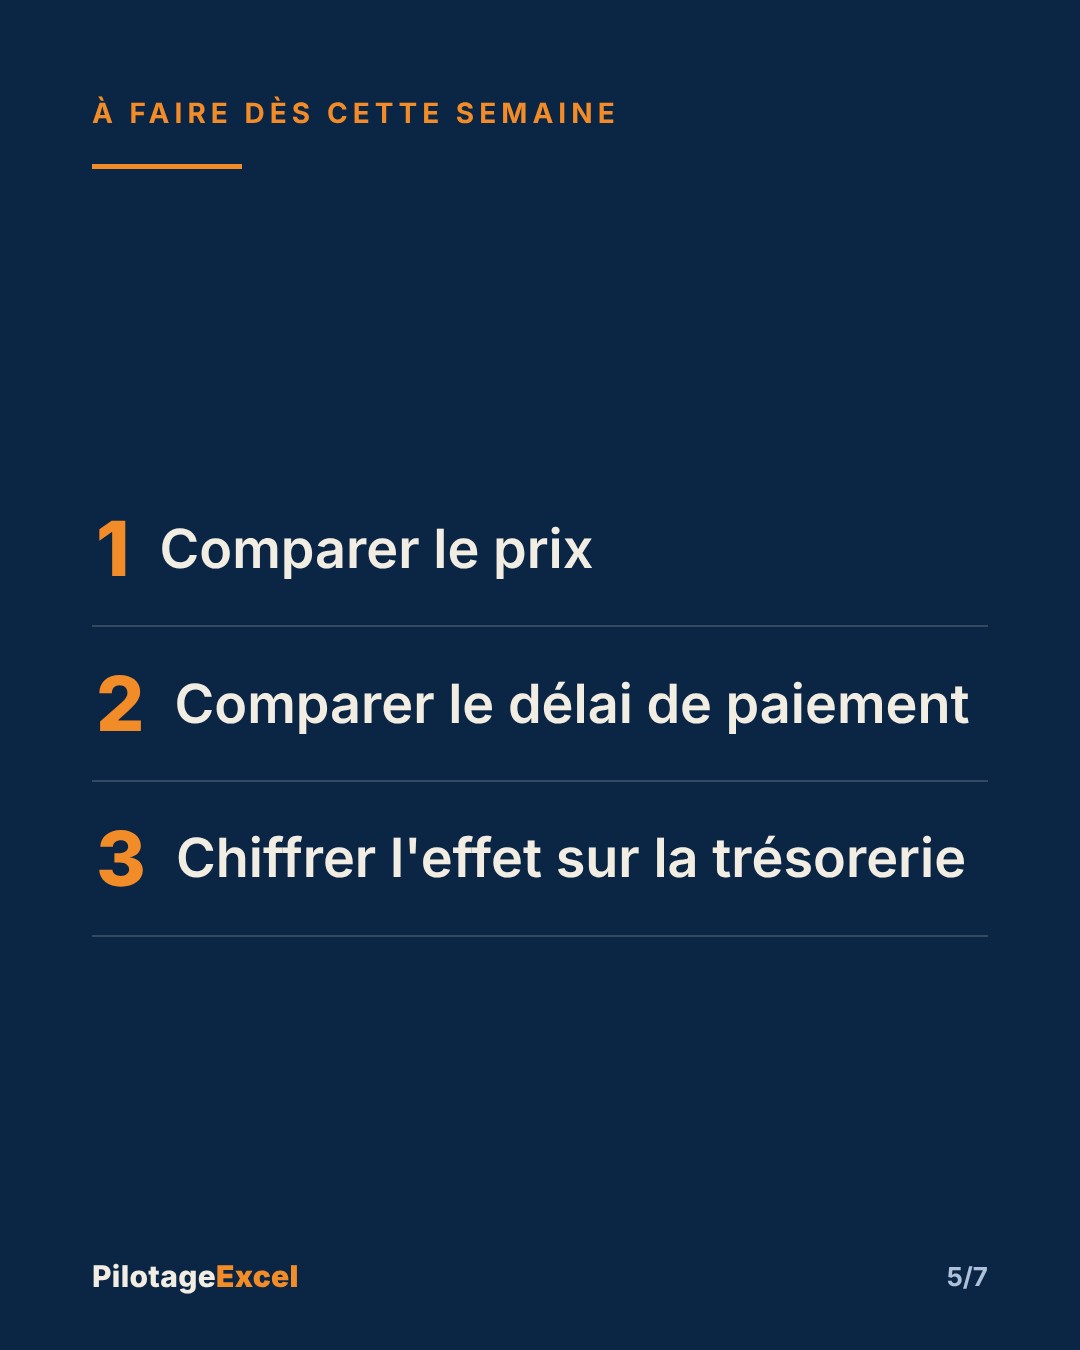 À FAIRE DÈS CETTE SEMAINE
1 Comparer le prix
2 Comparer le délai de paiement
3 Chiffrer l'effet sur la trésorerie
PilotageExcel
5/7